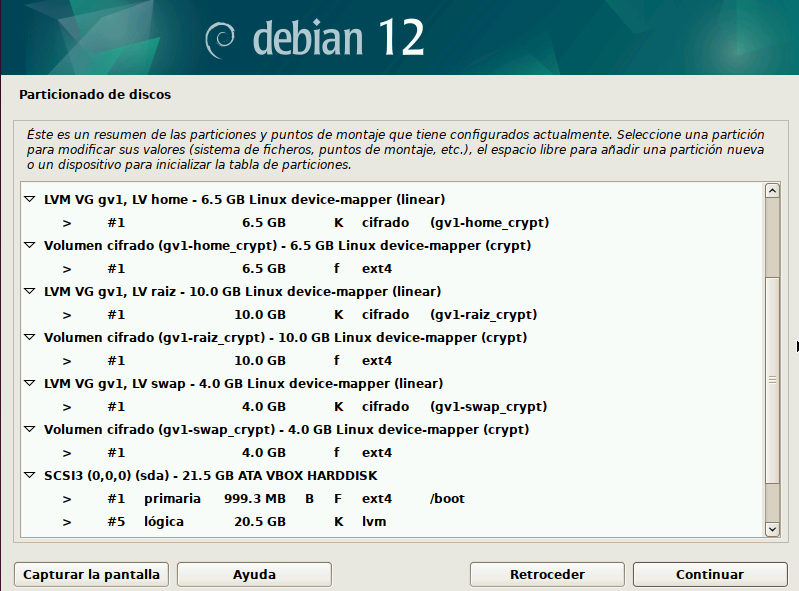 debian 12
Particionado de discos
Éste es un resumen de las particiones y puntos de montaje que tiene configurados actualmente. Seleccione una partición
para modificar sus valores (sistema de ficheros, puntos de montaje, etc.), el espacio libre para añadir una partición nueva
o un dispositivo para inicializar la tabla de particiones.
LVM VG gv1, LV home - 6.5 GB Linux device-mapper (linear)
> #1 6.5 GB K cifrado (gv1-home_crypt)
Volumen cifrado (gv1-home_crypt) - 6.5 GB Linux device-mapper (crypt)
> #1 6.5 GB f ext4
LVM VG gv1, LV raiz - 10.0 GB Linux device-mapper (linear)
> #1 10.0 GB K cifrado (gv1-raiz_crypt)
Volumen cifrado (gv1-raiz_crypt) - 10.0 GB Linux device-mapper (crypt)
> #1 10.0 GB f ext4
LVM VG gv1, LV swap - 4.0 GB Linux device-mapper (linear)
> #1 4.0 GB K cifrado (gv1-swap_crypt)
Volumen cifrado (gv1-swap_crypt) - 4.0 GB Linux device-mapper (crypt)
> #1 4.0 GB f ext4
SCSI3 (0,0,0) (sda) - 21.5 GB ATA VBOX HARDDISK
> #1 primaria 999.3 MB B F ext4 /boot
> #5 lógica 20.5 GB K lvm
Capturar la pantalla Ayuda Retroceder Continuar